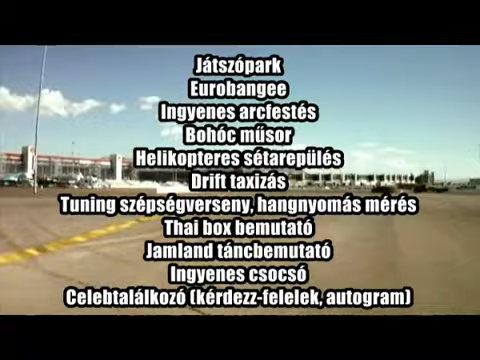 Játszópark
Eurobangee
Ingyenes arcfestés
Bohóc műsor
Helikopteres sétarepülés
Drift taxizás
Tuning szépségverseny, hangnyomás mérés
Thai box bemutató
Jamland táncbemutató
Ingyenes csocsó
Celebtalálkozó (kérdezz-felelek, autogram)